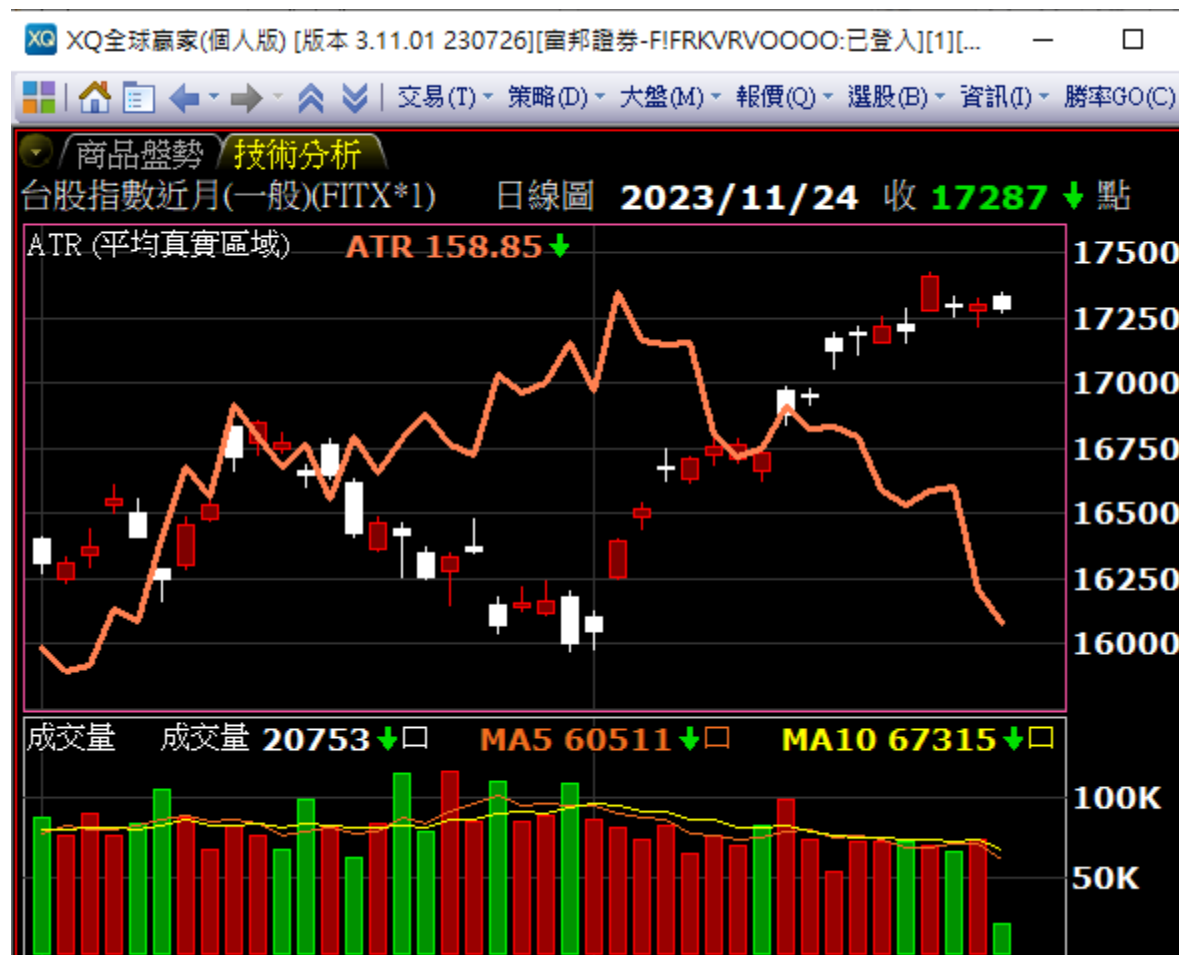 XQ XQ全球贏家(個人版) [版本 3.11.01 230726][富邦證券-F!FRKVRVOOOO:已登入][1][...
交易(T) 策略(D) 大盤(M) 報價(Q) 選股(B) 資訊(I) 勝率GO(C)
商品盤勢 技術分析
台股指數近月(一般)(FITX*1) 日線圖 2023/11/24 收 17287 點
ATR (平均真實區域) ATR 158.85
17500
17250
17000
16750
16500
16250
16000
成交量 成交量 20753 MA5 60511 MA10 67315
100K
50K